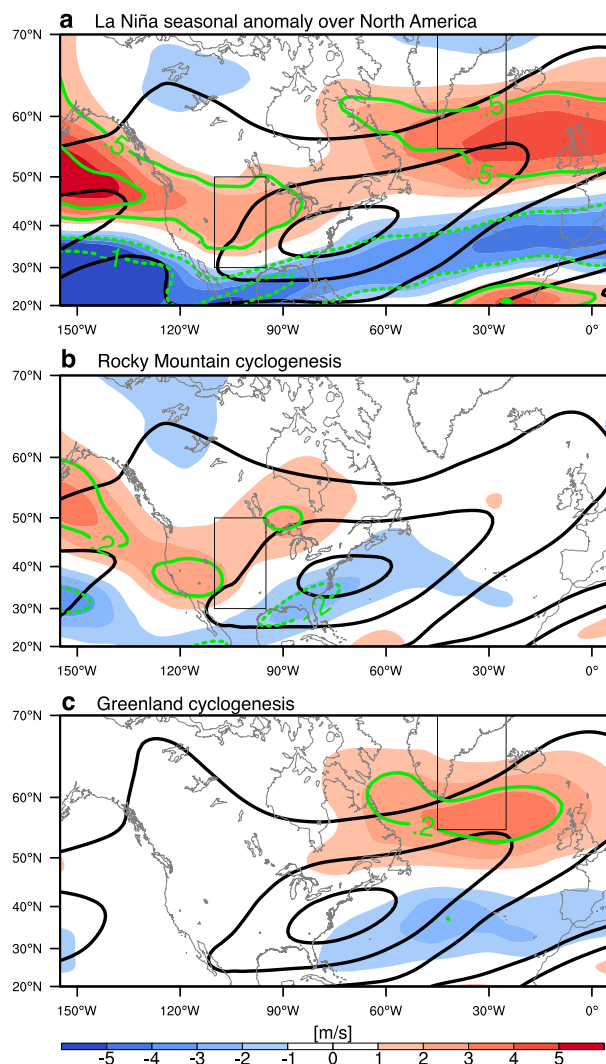 a La Niña seasonal anomaly over North America
70°N
60°N
50°N
40°N
30°N
20°N
.5
.5
.5
1
150°W 120°W 90°W 60°W 30°W 0°
b Rocky Mountain cyclogenesis
70°N
60°N
50°N
40°N
30°N
20°N
.2
.2
150°W 120°W 90°W 60°W 30°W 0°
c Greenland cyclogenesis
70°N
60°N
50°N
40°N
30°N
20°N
.2
150°W 120°W 90°W 60°W 30°W 0°
[m/s]
-5 -4 -3 -2 -1 0 1 2 3 4 5